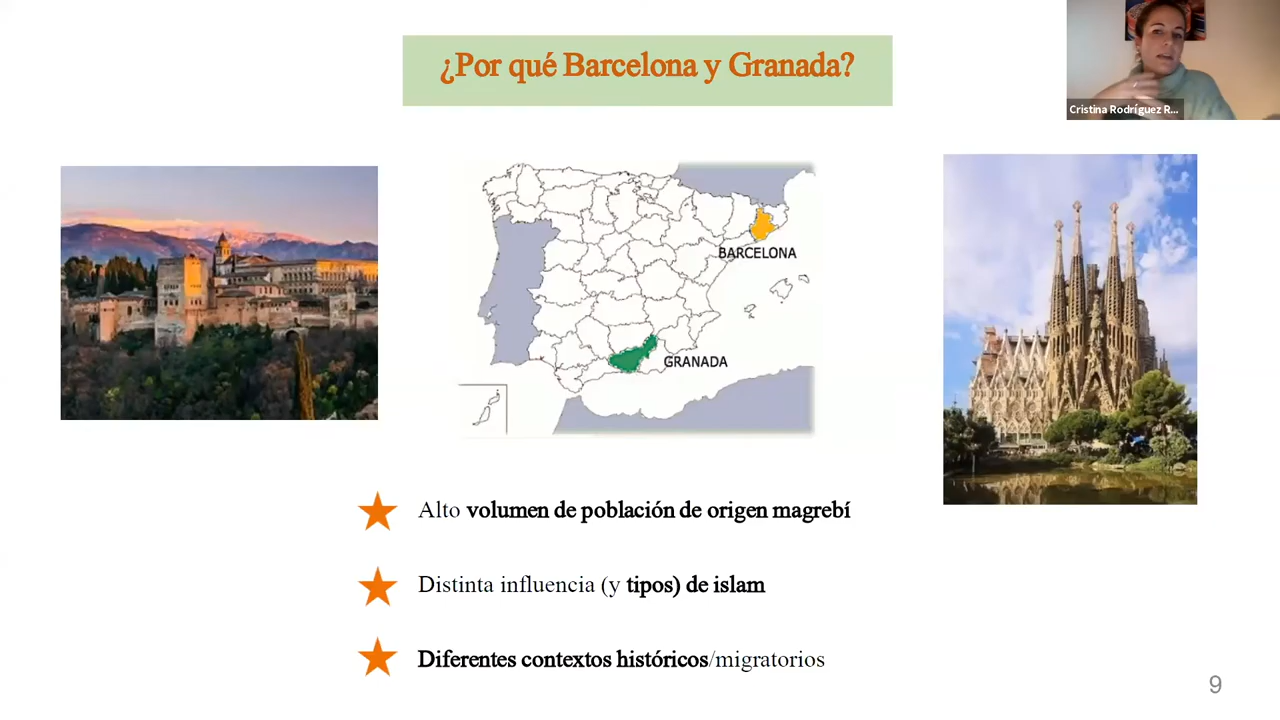 ¿Por qué Barcelona y Granada?
Cristina Rodríguez R...
BARCELONA
GRANADA
Alto volumen de población de origen magrebí
Distinta influencia (y tipos) de islam
Diferentes contextos históricos/migratorios
9